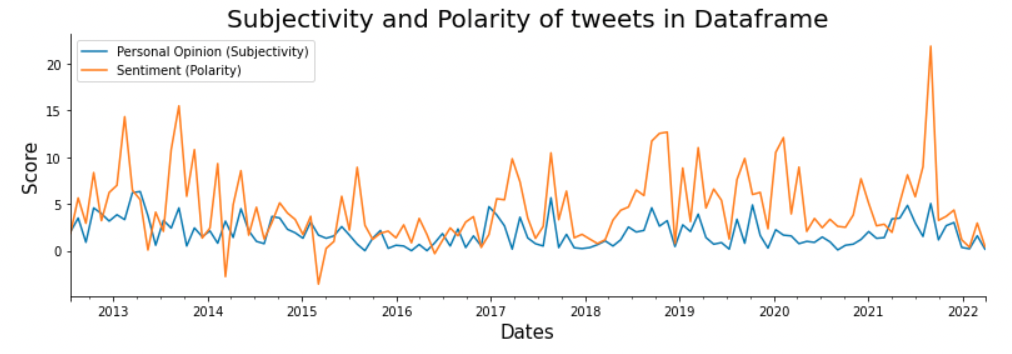 Subjectivity and Polarity of tweets in Dataframe
Personal Opinion (Subjectivity)
Sentiment (Polarity)
20
15
10
5
0
Score
2013 2014 2015 2016 2017 2018 2019 2020 2021 2022
Dates